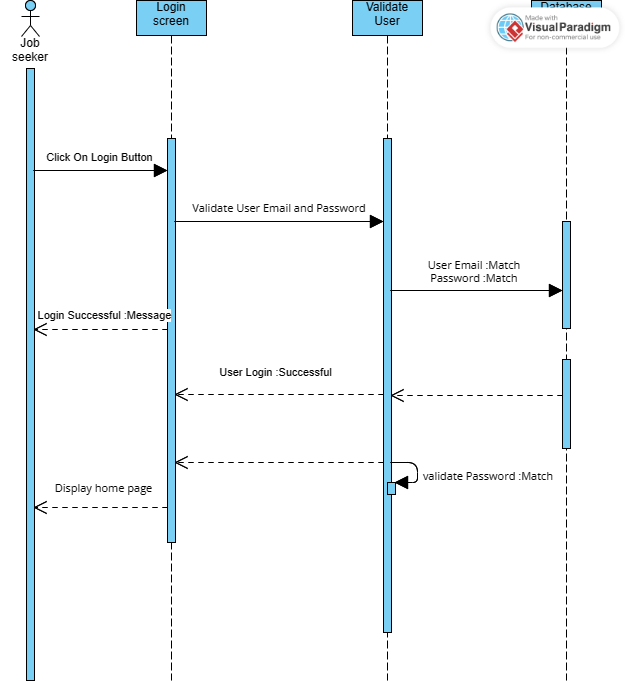 Login
screen
Validate
User
Database
Made with
VisualParadigm
For non-commercial use
Job
seeker
Click On Login Button
Validate User Email and Password
User Email :Match
Password :Match
Login Successful :Message
User Login :Successful
validate Password :Match
Display home page